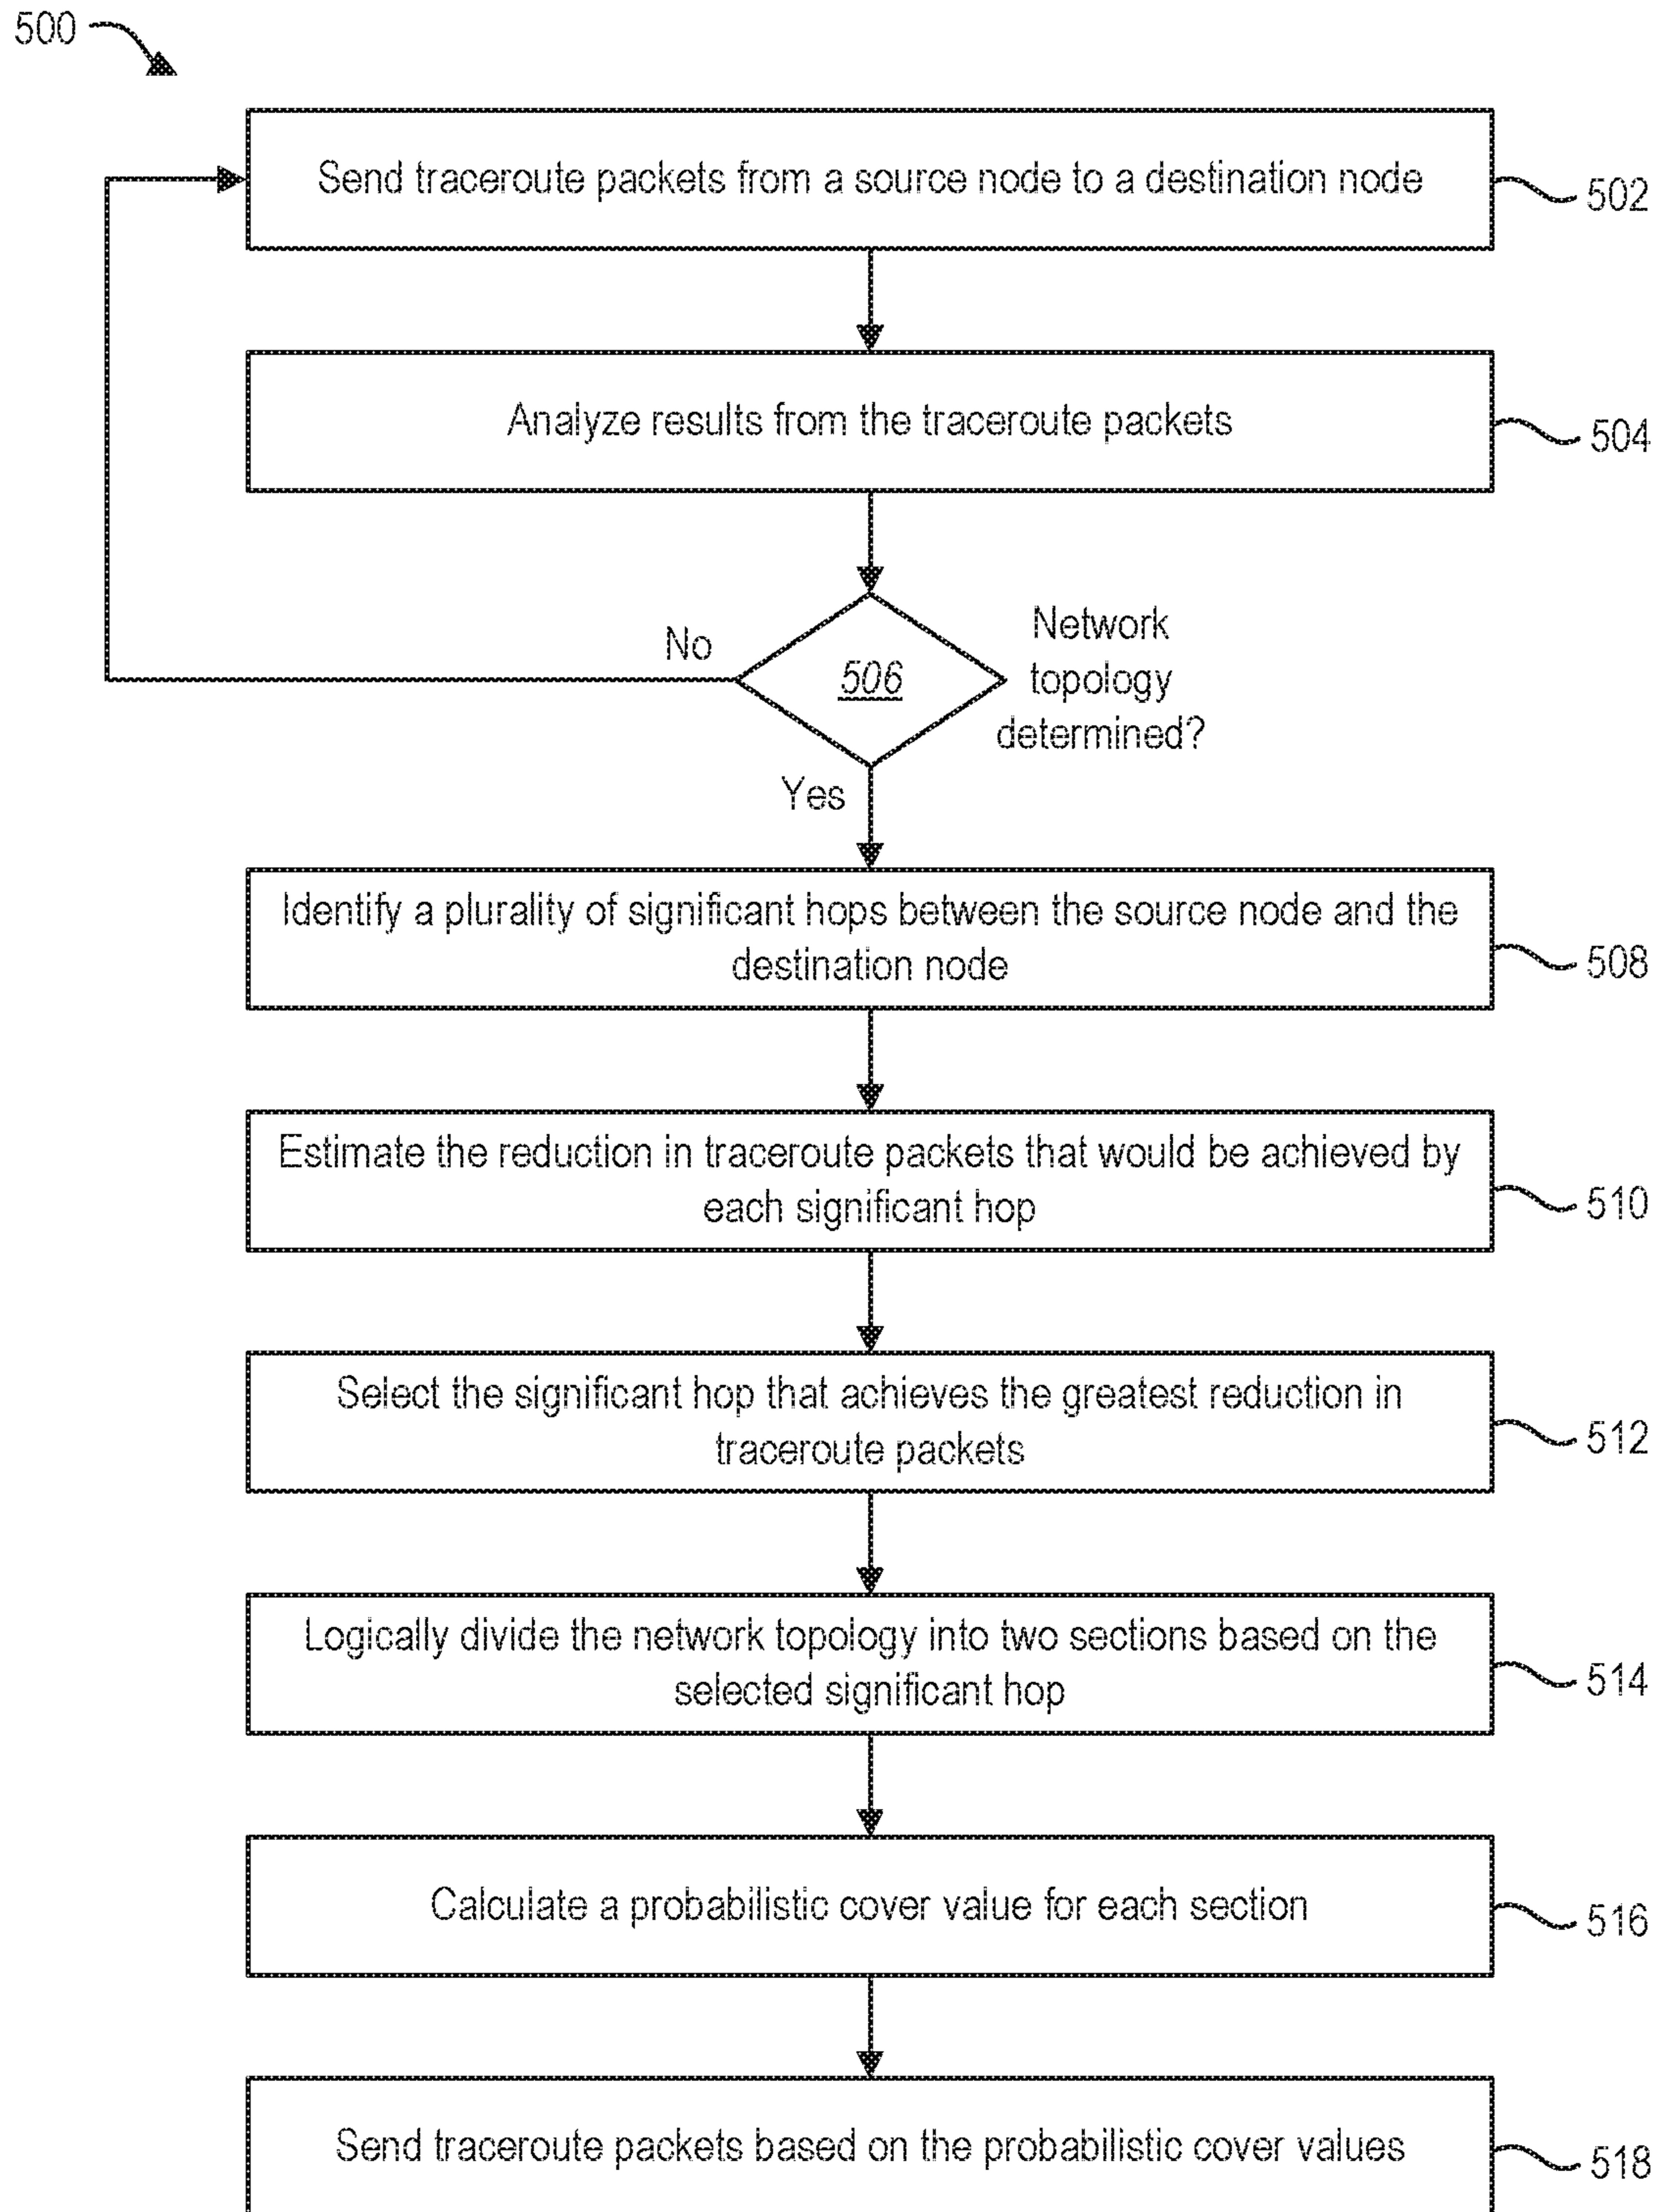 500
Send traceroute packets from a source node to a destination node
502
Analyze results from the traceroute packets
504
No
506
Network
topology
determined?
Yes
Identify a plurality of significant hops between the source node and the
destination node
508
Estimate the reduction in traceroute packets that would be achieved by
each significant hop
510
Select the significant hop that achieves the greatest reduction in
traceroute packets
512
Logically divide the network topology into two sections based on the
selected significant hop
514
Calculate a probabilistic cover value for each section
516
Send traceroute packets based on the probabilistic cover values
518